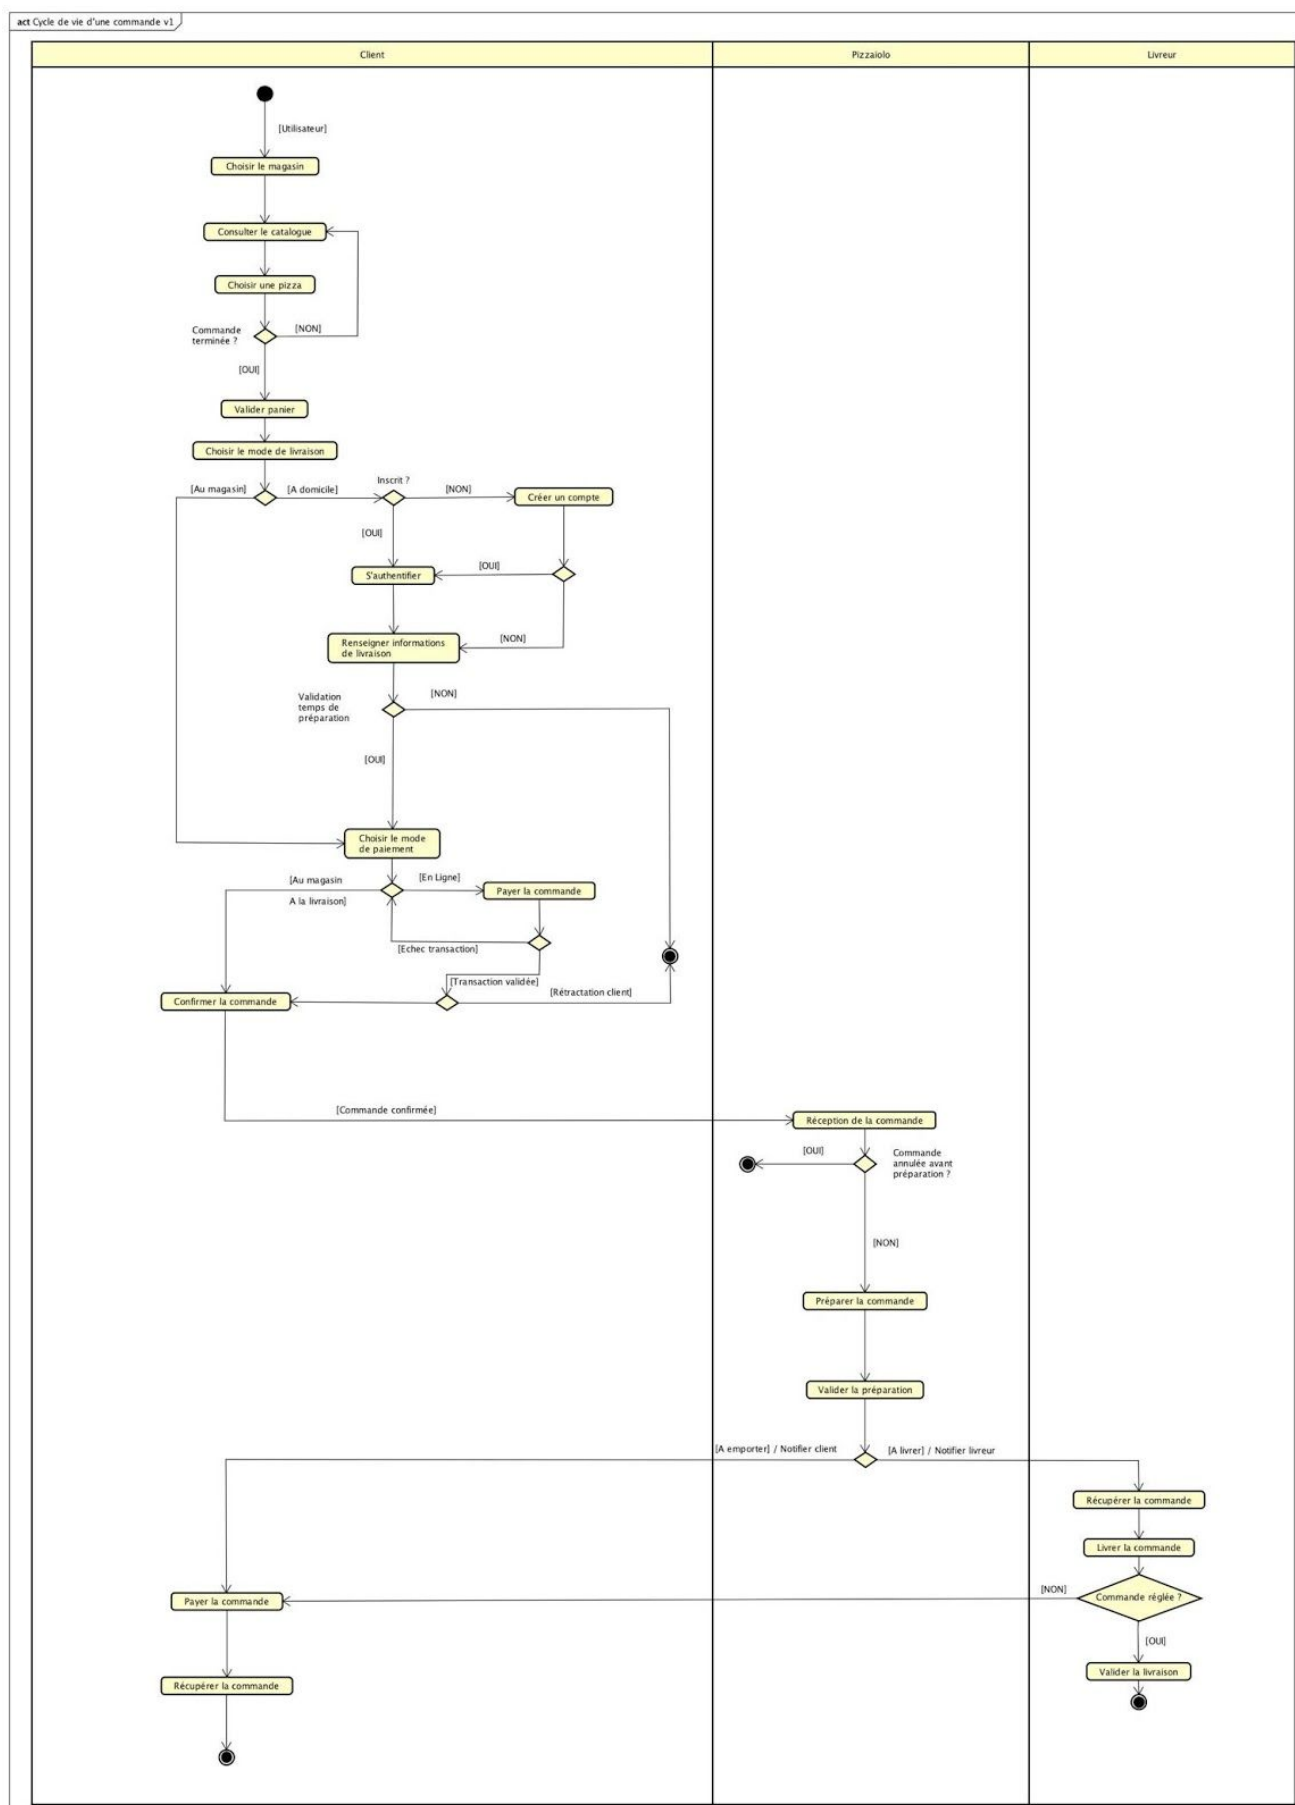 act Cycle de vie d'une commande v1
Client
Pizzaiolo
Livreur
[Utilisateur]
Choisir le magasin
Consulter le catalogue
Choisir une pizza
Commande
terminée ?
[NON]
[OUI]
Valider panier
Choisir le mode de livraison
[Au magasin]
[A domicile]
Inscrit ?
[NON]
Créer un compte
[OUI]
S'authentifier
[OUI]
Renseigner informations
de livraison
[NON]
Validation
temps de
préparation
[NON]
[OUI]
Choisir le mode
de paiement
[Au magasin
A la livraison]
[En Ligne]
Payer la commande
[Echec transaction]
[Transaction validée]
[Rétractation client]
Confirmer la commande
[Commande confirmée]
Réception de la commande
[OUI]
Commande
annulée avant
préparation ?
[NON]
Préparer la commande
Valider la préparation
[A emporter] / Notifier client
[A livrer] / Notifier livreur
Récupérer la commande
Livrer la commande
Commande réglée ?
[NON]
Payer la commande
[OUI]
Valider la livraison
Récupérer la commande